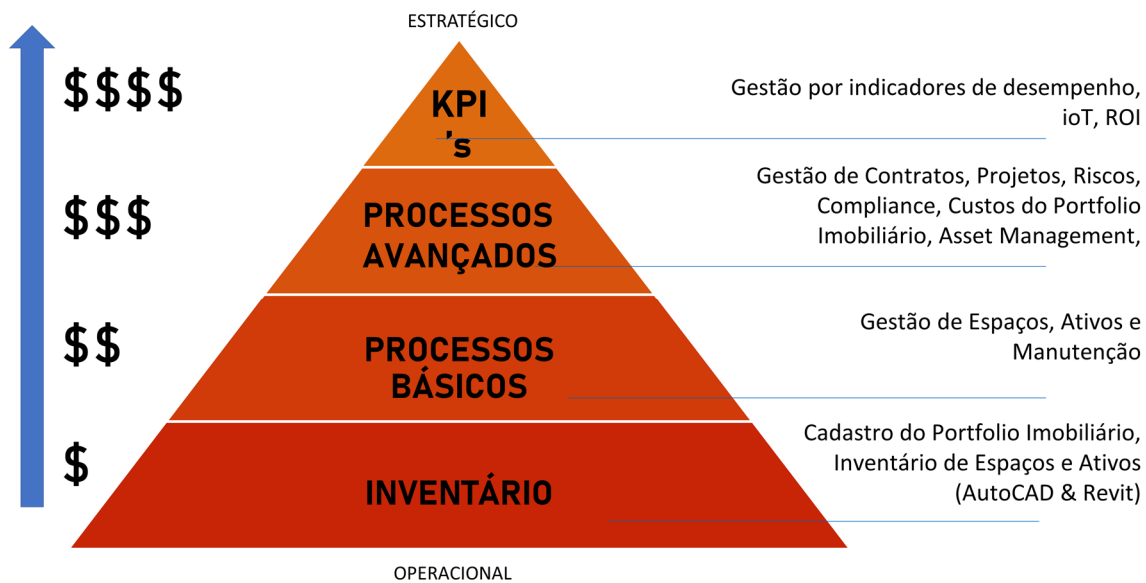 ESTRATÉGICO
$$$$
KPI
's
Gestão por indicadores de desempenho,
ioT, ROI
$$$
PROCESSOS
AVANÇADOS
Gestão de Contratos, Projetos, Riscos,
Compliance, Custos do Portfolio
Imobiliário, Asset Management,
$$
PROCESSOS
BÁSICOS
Gestão de Espaços, Ativos e
Manutenção
$
INVENTÁRIO
Cadastro do Portfolio Imobiliário,
Inventário de Espaços e Ativos
(AutoCAD & Revit)
OPERACIONAL